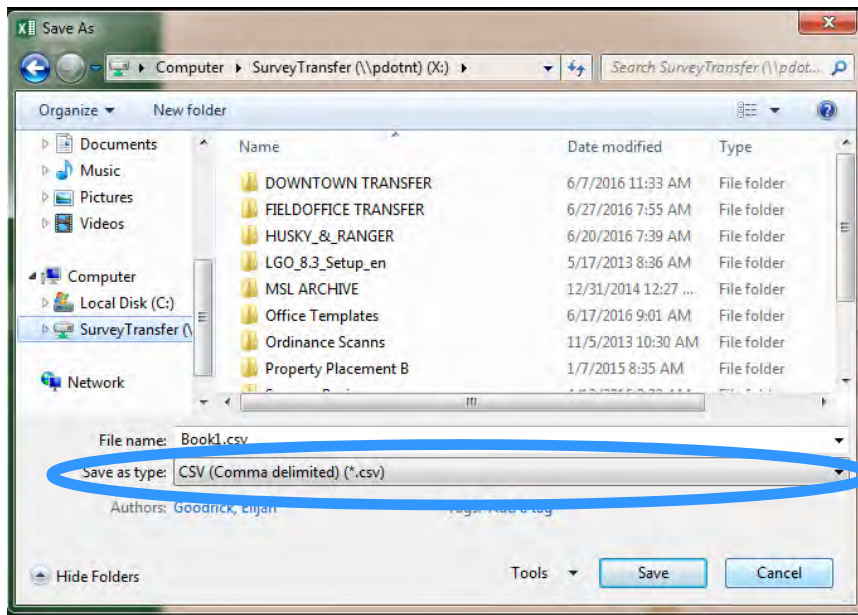 Save As
Computer SurveyTransfer (\\pdotnt) (X:) Search SurveyTransfer (\\pdot...
Organize New folder
Name Date modified Type
Documents
Music
Pictures
Videos
Computer
Local Disk (C:)
SurveyTransfer (\
Network
DOWNTOWN TRANSFER 6/7/2016 11:33 AM File folder
FIELDOFFICE TRANSFER 6/27/2016 7:55 AM File folder
HUSKY_&_RANGER 6/20/2016 7:39 AM File folder
LGO_8.3_Setup_en 5/17/2013 8:36 AM File folder
MSL ARCHIVE 12/31/2014 12:27 ... File folder
Office Templates 6/17/2016 9:01 AM File folder
Ordinance Scanns 11/5/2013 10:30 AM File folder
Property Placement B 1/7/2015 8:35 AM File folder
File name: Book1.csv
Save as type: CSV (Comma delimited) (*.csv)
Authors: Goodrick, Elijah Tags: Add a tag
Hide Folders Tools Save Cancel